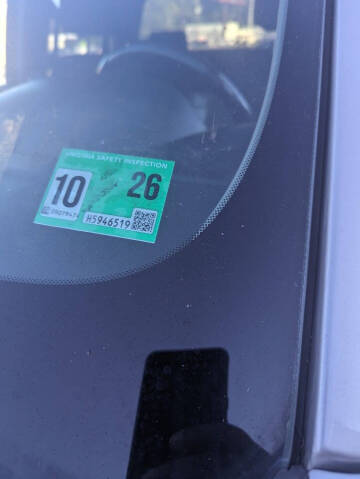 VIRGINIA SAFETY INSPECTION
10 26
H5946519